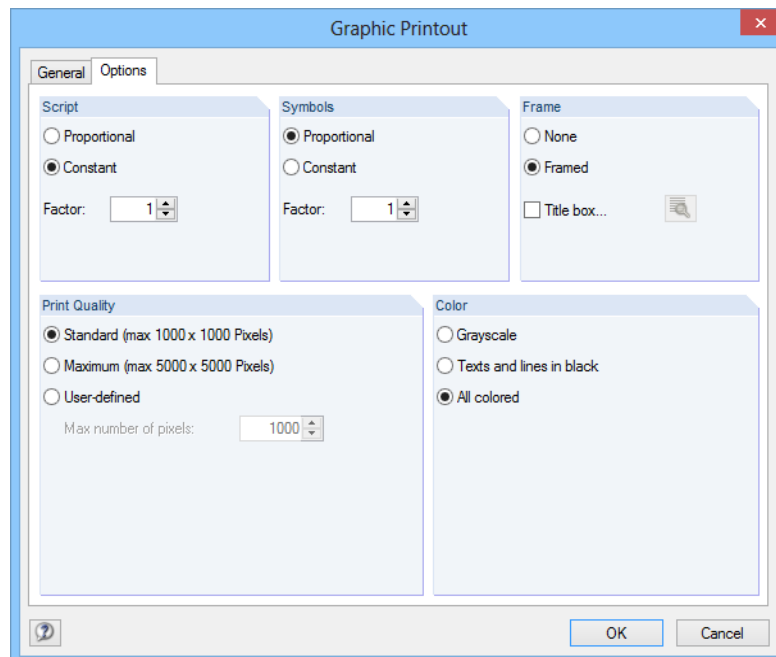 Graphic Printout
General
Options
Script
Proportional
Constant
Factor: 1
Symbols
Proportional
Constant
Factor: 1
Frame
None
Framed
Title box...
Print Quality
Standard (max 1000 x 1000 Pixels)
Maximum (max 5000 x 5000 Pixels)
User-defined
Max number of pixels: 1000
Color
Grayscale
Texts and lines in black
All colored
OK
Cancel